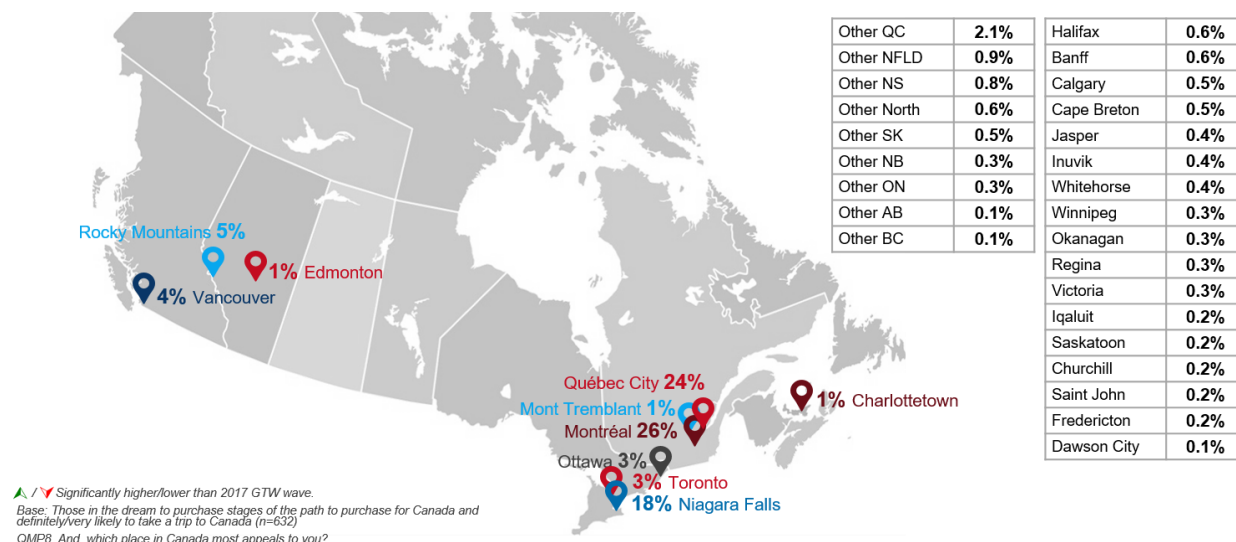 Rocky Mountains 5%
1% Edmonton
4% Vancouver
Québec City 24%
Mont Tremblant 1%
Montréal 26%
1% Charlottetown
Ottawa 3%
3% Toronto
18% Niagara Falls
Other QC 2.1%
Other NFLD 0.9%
Other NS 0.8%
Other North 0.6%
Other SK 0.5%
Other NB 0.3%
Other ON 0.3%
Other AB 0.1%
Other BC 0.1%
Halifax 0.6%
Banff 0.6%
Calgary 0.5%
Cape Breton 0.5%
Jasper 0.4%
Inuvik 0.4%
Whitehorse 0.4%
Winnipeg 0.3%
Okanagan 0.3%
Regina 0.3%
Victoria 0.3%
Iqaluit 0.2%
Saskatoon 0.2%
Churchill 0.2%
Saint John 0.2%
Fredericton 0.2%
Dawson City 0.1%
/ Significantly higher/lower than 2017 GTW wave.
Base: Those in the dream to purchase stages of the path to purchase for Canada and
definitely/very likely to take a trip to Canada (n=632)
QMP8. And, which place in Canada most appeals to you?